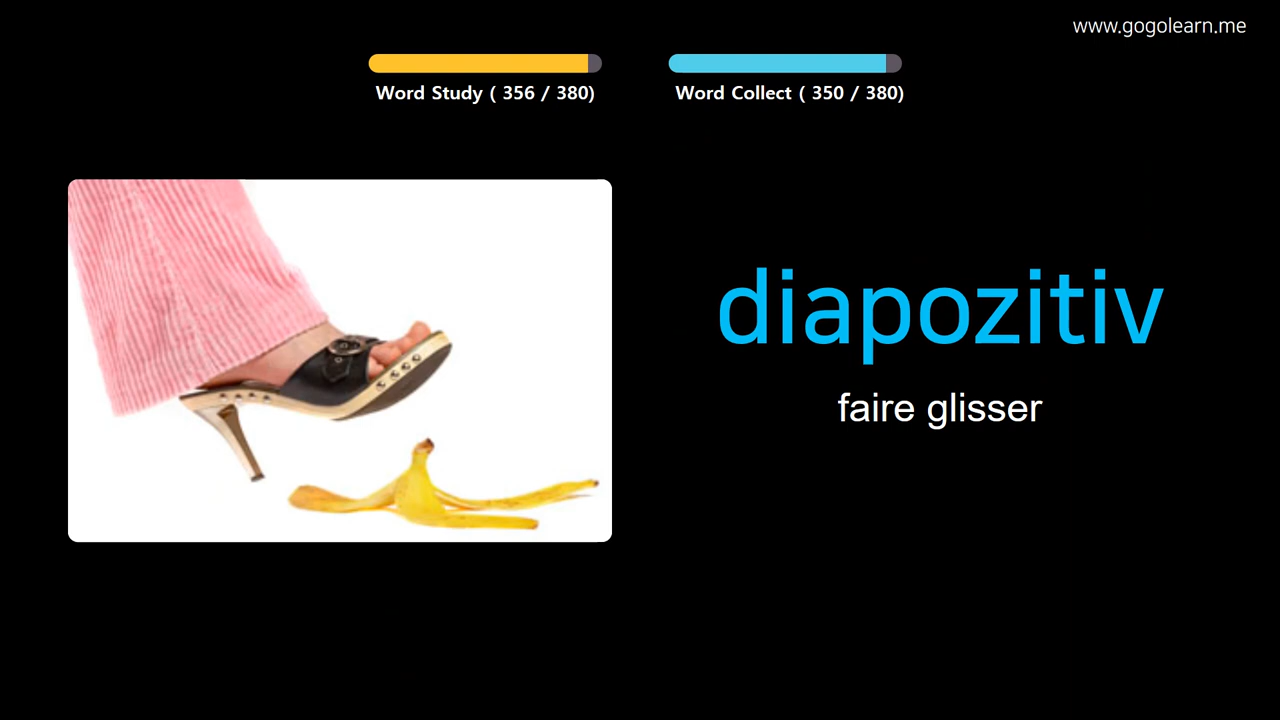 www.gogolearn.me
Word Study ( 356 / 380)
Word Collect ( 350 / 380)
diapozitiv
faire glisser